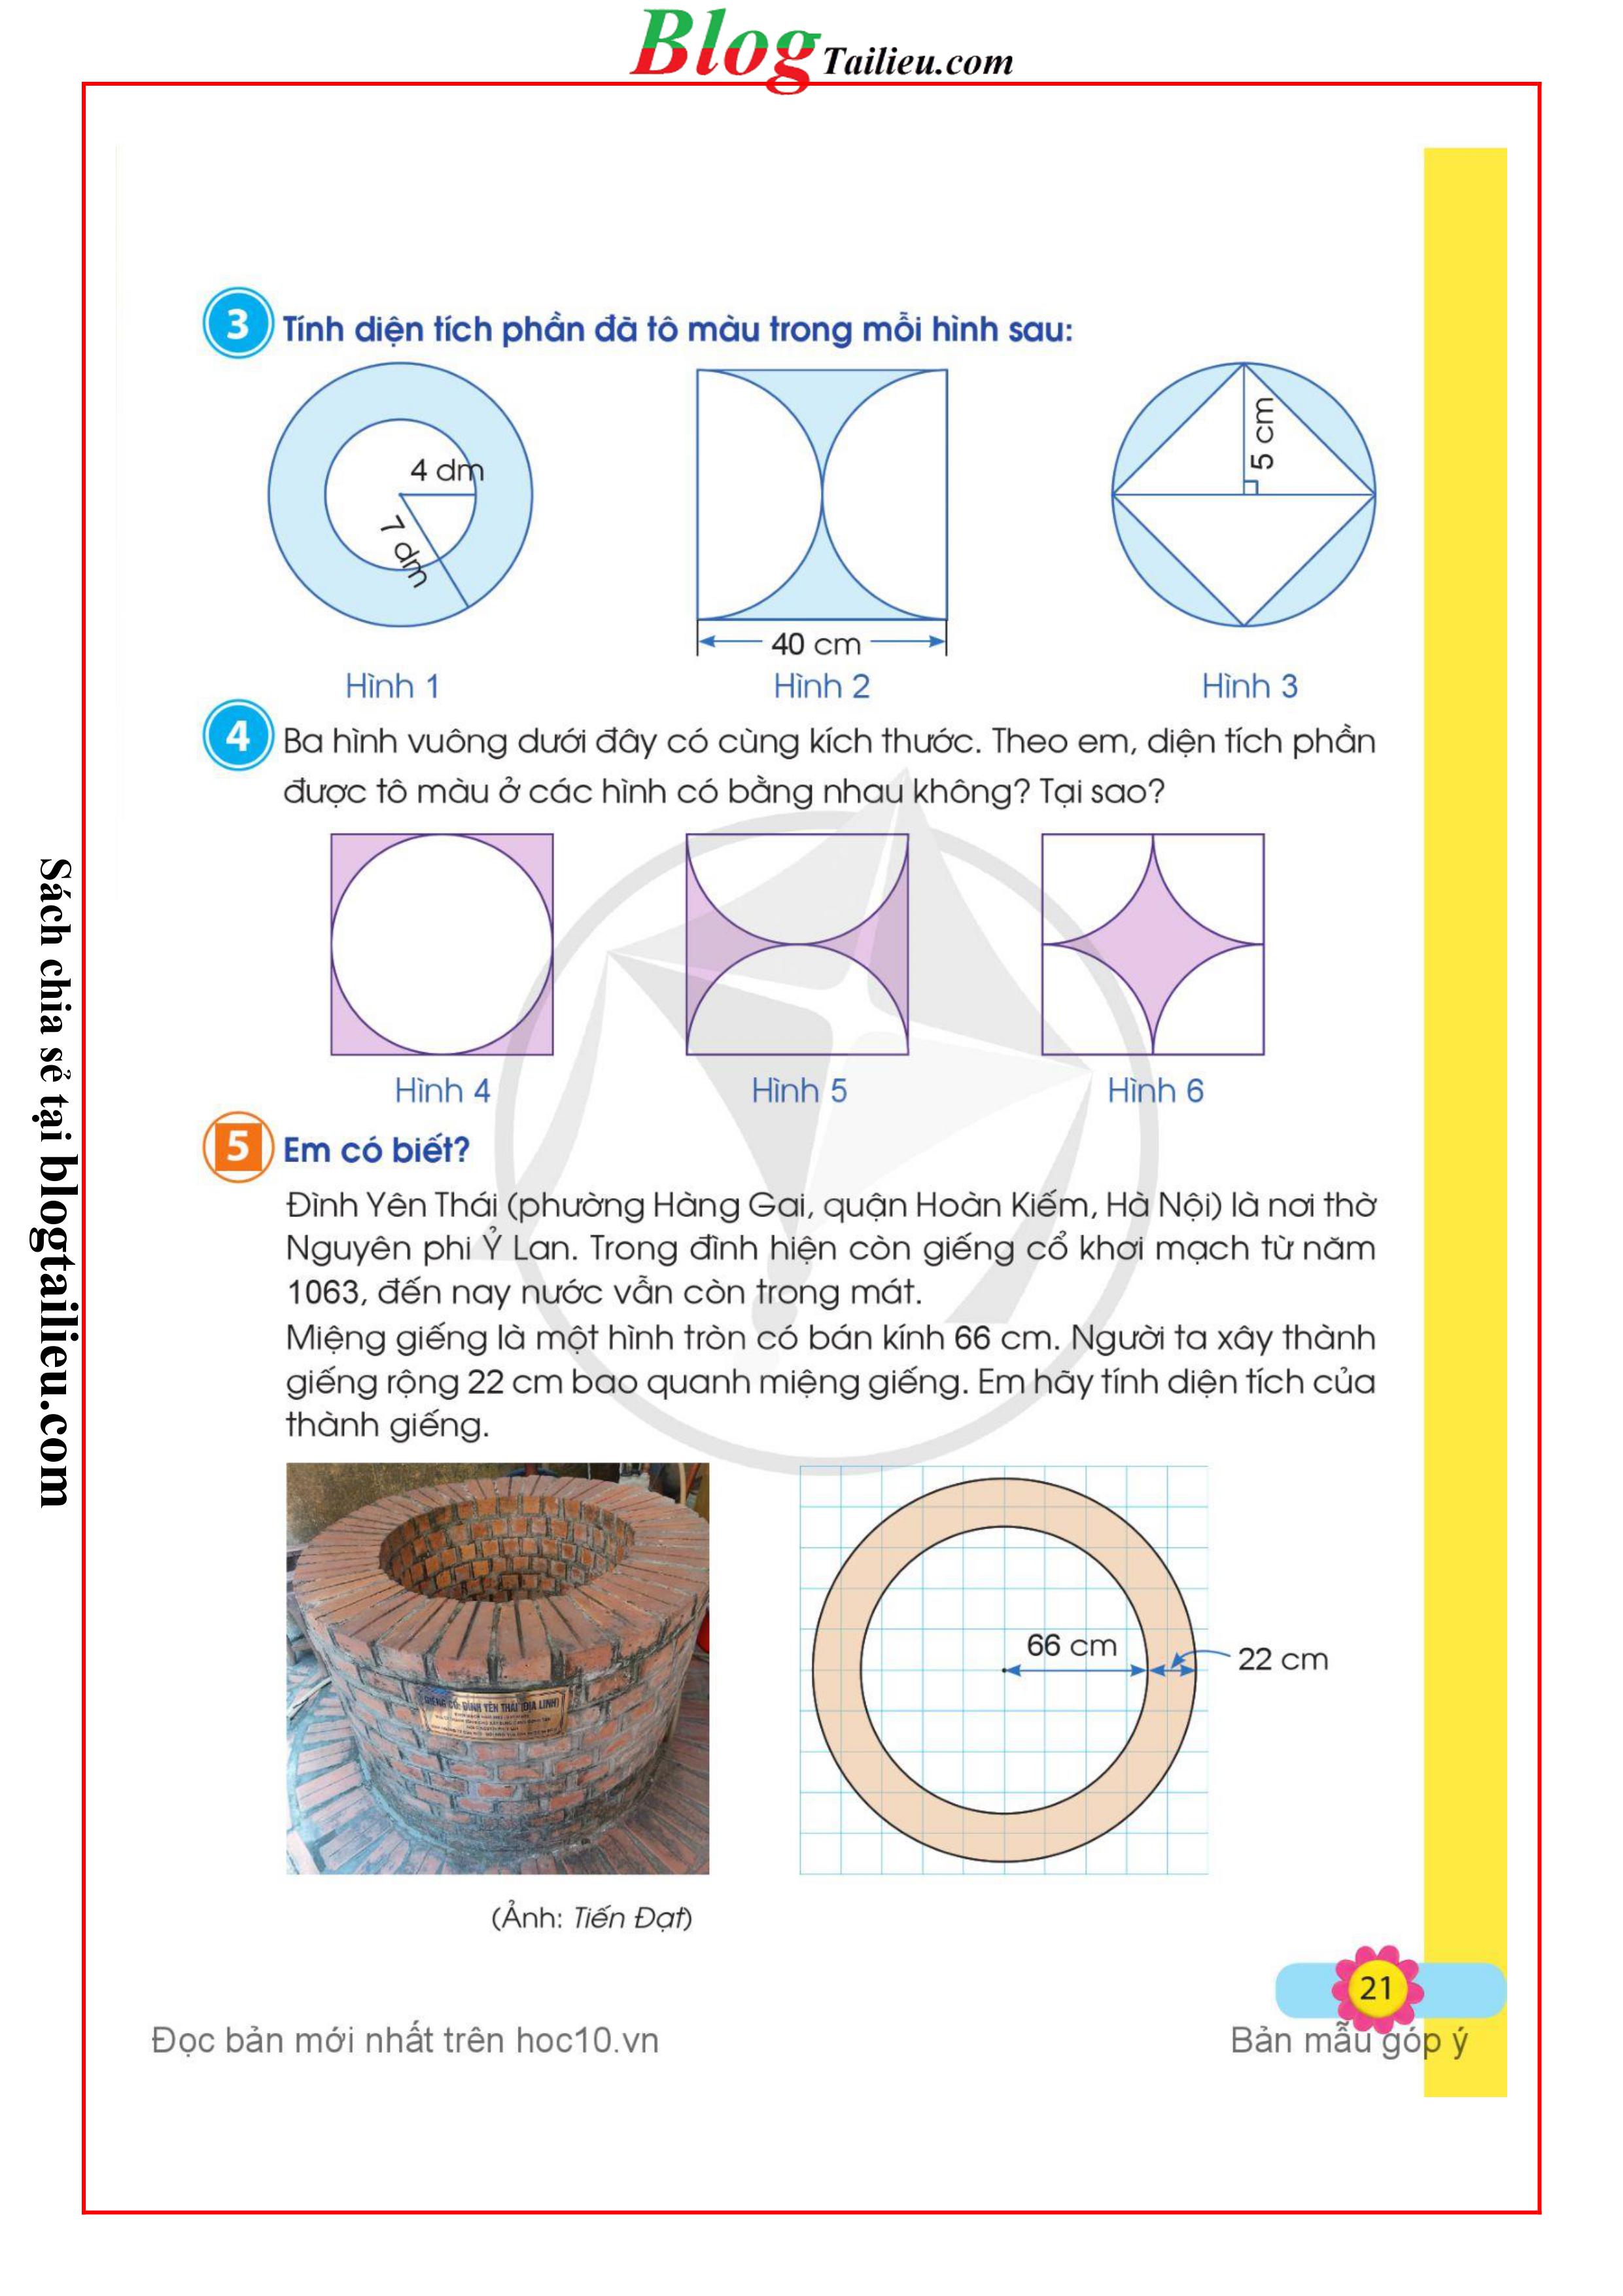 Blog Tailieu.com
3 Tính diện tích phần đã tô màu trong mỗi hình sau:
4 dm
7 dm
40 cm
5 cm
Hình 1
Hình 2
Hình 3
4 Ba hình vuông dưới đây có cùng kích thước. Theo em, diện tích phần
được tô màu ở các hình có bằng nhau không? Tại sao?
Hình 4
Hình 5
Hình 6
5 Em có biết?
Đình Yên Thái (phường Hàng Gai, quận Hoàn Kiếm, Hà Nội) là nơi thờ
Nguyên phi Ỷ Lan. Trong đình hiện còn giếng cổ khơi mạch từ năm
1063, đến nay nước vẫn còn trong mát.
Miệng giếng là một hình tròn có bán kính 66 cm. Người ta xây thành
giếng rộng 22 cm bao quanh miệng giếng. Em hãy tính diện tích của
thành giếng.
GIẾNG CỔ ĐÌNH YÊN THÁI (ĐỊA LINH)
66 cm
22 cm
(Ảnh: Tiến Đạt)
21
Đọc bản mới nhất trên hoc10.vn
Bản mẫu góp ý
Sách chia sẻ tại blogtailieu.com